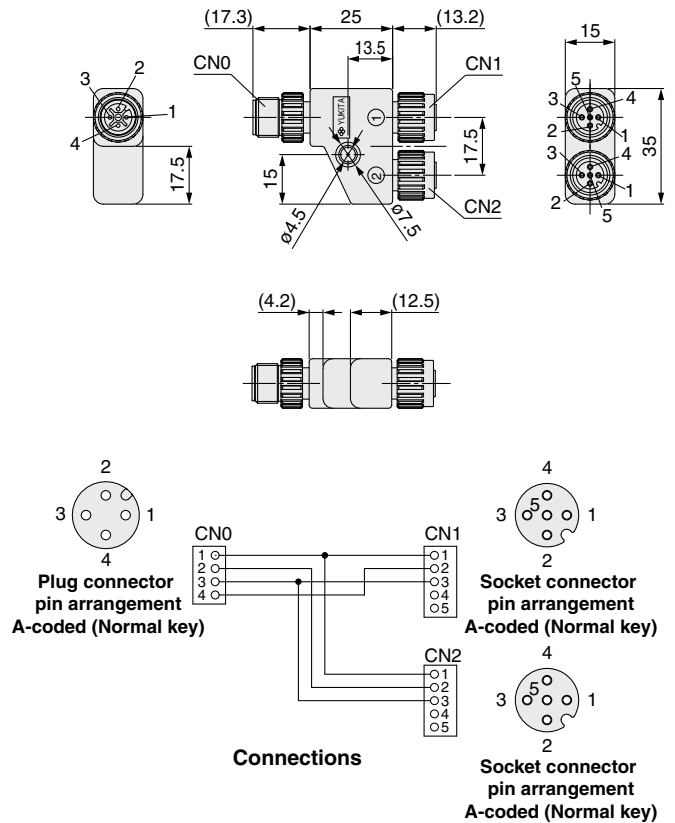 (17.3)
25
(13.2)
13.5
CN0
CN1
CN2
YUKITA
1
2
15
17.5
ø4.5
ø7.5
3
2
1
4
17.5
15
35
5
3
4
2
1
3
4
2
1
5
(4.2)
(12.5)
2
3
1
4
Plug connector
pin arrangement
A-coded (Normal key)
CN0
1
2
3
4
CN1
1
2
3
4
5
4
3
5
1
2
Socket connector
pin arrangement
A-coded (Normal key)
CN2
1
2
3
4
5
4
3
5
1
2
Socket connector
pin arrangement
A-coded (Normal key)
Connections